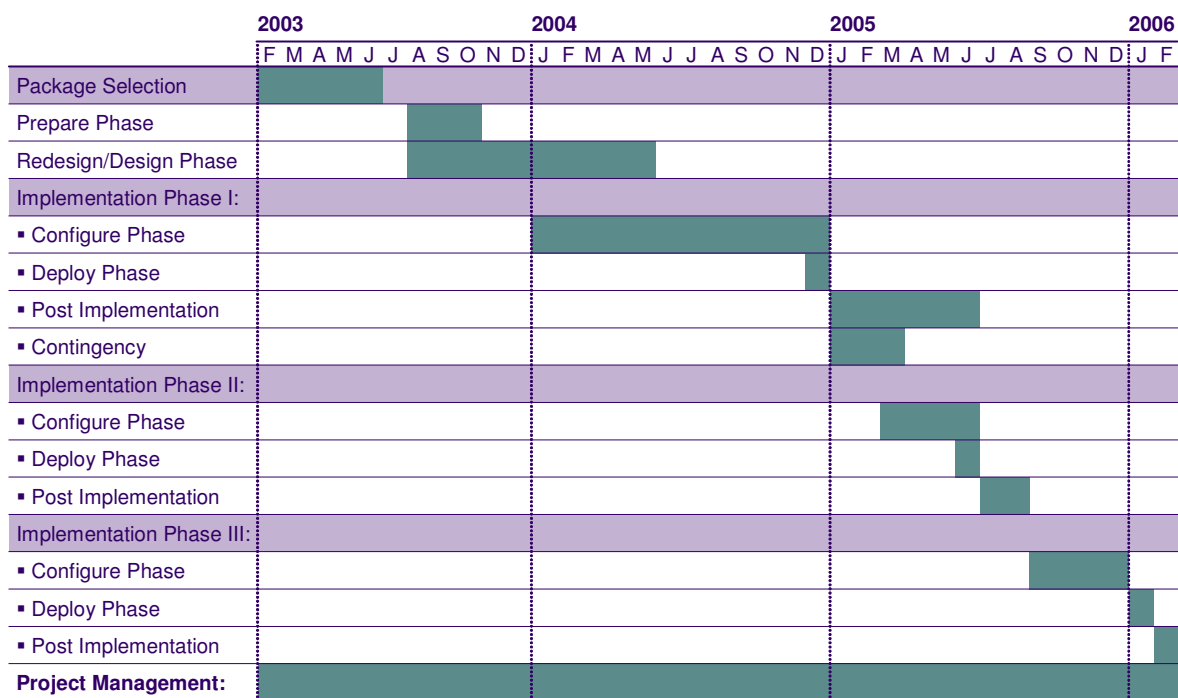 2003 2004 2005 2006
F M A M J J A S O N D J F M A M J J A S O N D J F M A M J J A S O N D J F
Package Selection
Prepare Phase
Redesign/Design Phase
Implementation Phase I:
▪ Configure Phase
▪ Deploy Phase
▪ Post Implementation
▪ Contingency
Implementation Phase II:
▪ Configure Phase
▪ Deploy Phase
▪ Post Implementation
Implementation Phase III:
▪ Configure Phase
▪ Deploy Phase
▪ Post Implementation
Project Management: